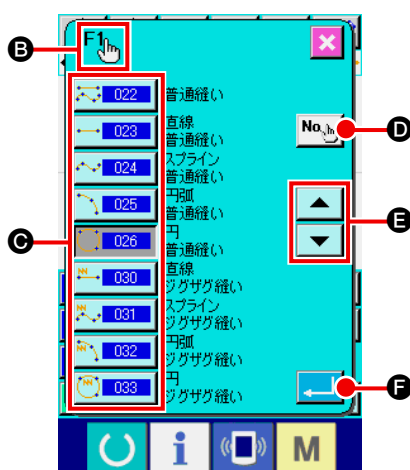 B
F1
022 普通縫い
023 直線
普通縫い
No.
D
024 スプライン
普通縫い
025 円弧
普通縫い
E
C
026 円
普通縫い
030 直線
ジグザグ縫い
031 スプライン
ジグザグ縫い
032 円弧
ジグザグ縫い
033 円
ジグザグ縫い
F
i
M